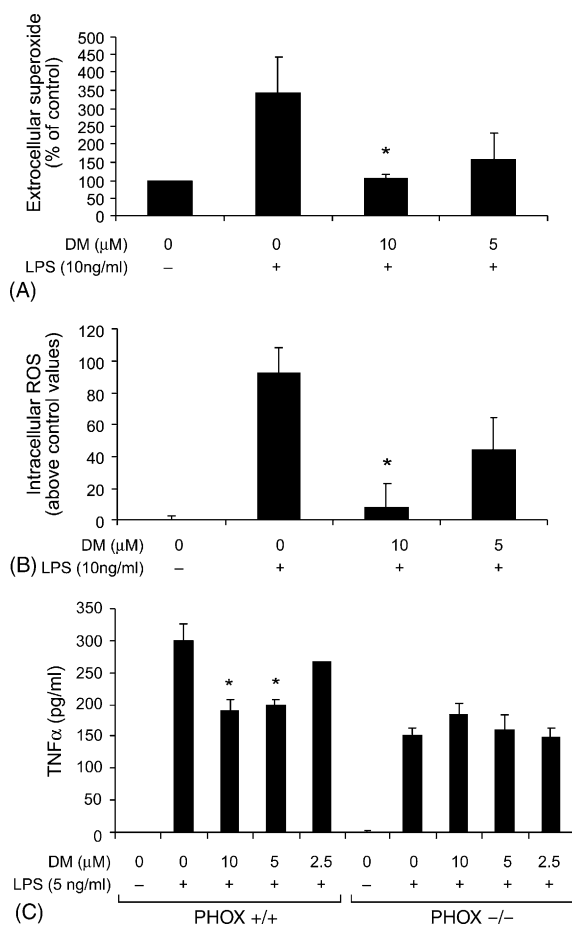 Extrocellular superoxide
(% of control)
500
450
400
350
300
250
200
150
100
50
0
*
DM (μM) 0 0 10 5
LPS (10ng/ml) – + + +
(A)
Intracellular ROS
(above control values)
120
100
80
60
40
20
0
*
DM (μM) 0 0 10 5
(B) LPS (10ng/ml) – + + +
TNFα (pg/ml)
350
300
250
200
150
100
50
0
* *
DM (μM) 0 0 10 5 2.5 0 0 10 5 2.5
LPS (5 ng/ml) – + + + + – + + + +
(C) PHOX +/+ PHOX –/–